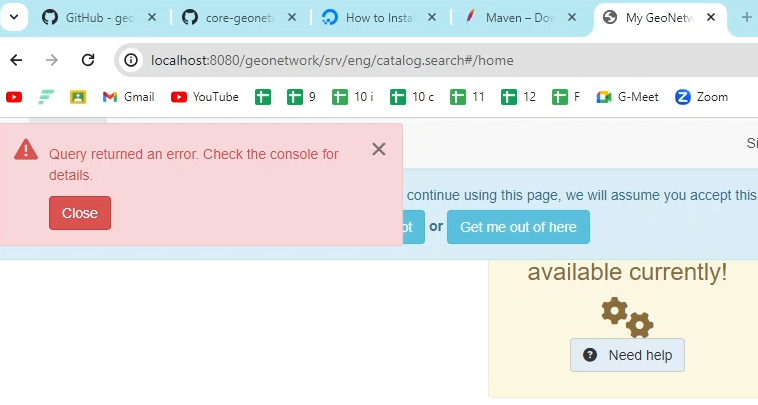 GitHub - geo
core-geonet
How to Insta
Maven – Dov
My GeoNetw
localhost:8080/geonetwork/srv/eng/catalog.search#/home
Gmail
YouTube
9
10 i
10 c
11
12
F
G-Meet
Zoom
Query returned an error. Check the console for
details.
Close
Si
continue using this page, we will assume you accept this
pt or Get me out of here
available currently!
Need help